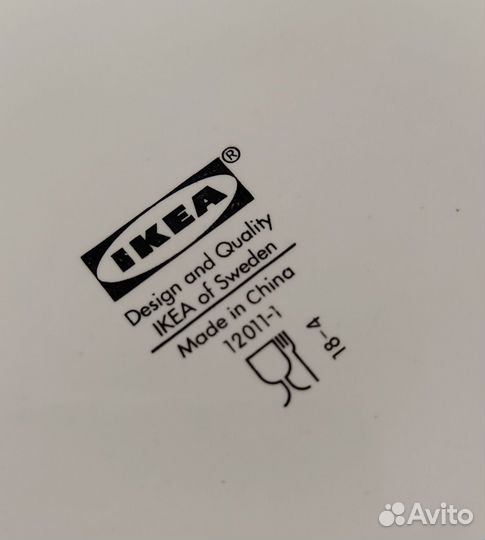 IKEA®
Design and Quality
IKEA of Sweden
Made in China
12011-1
18-4
Avito